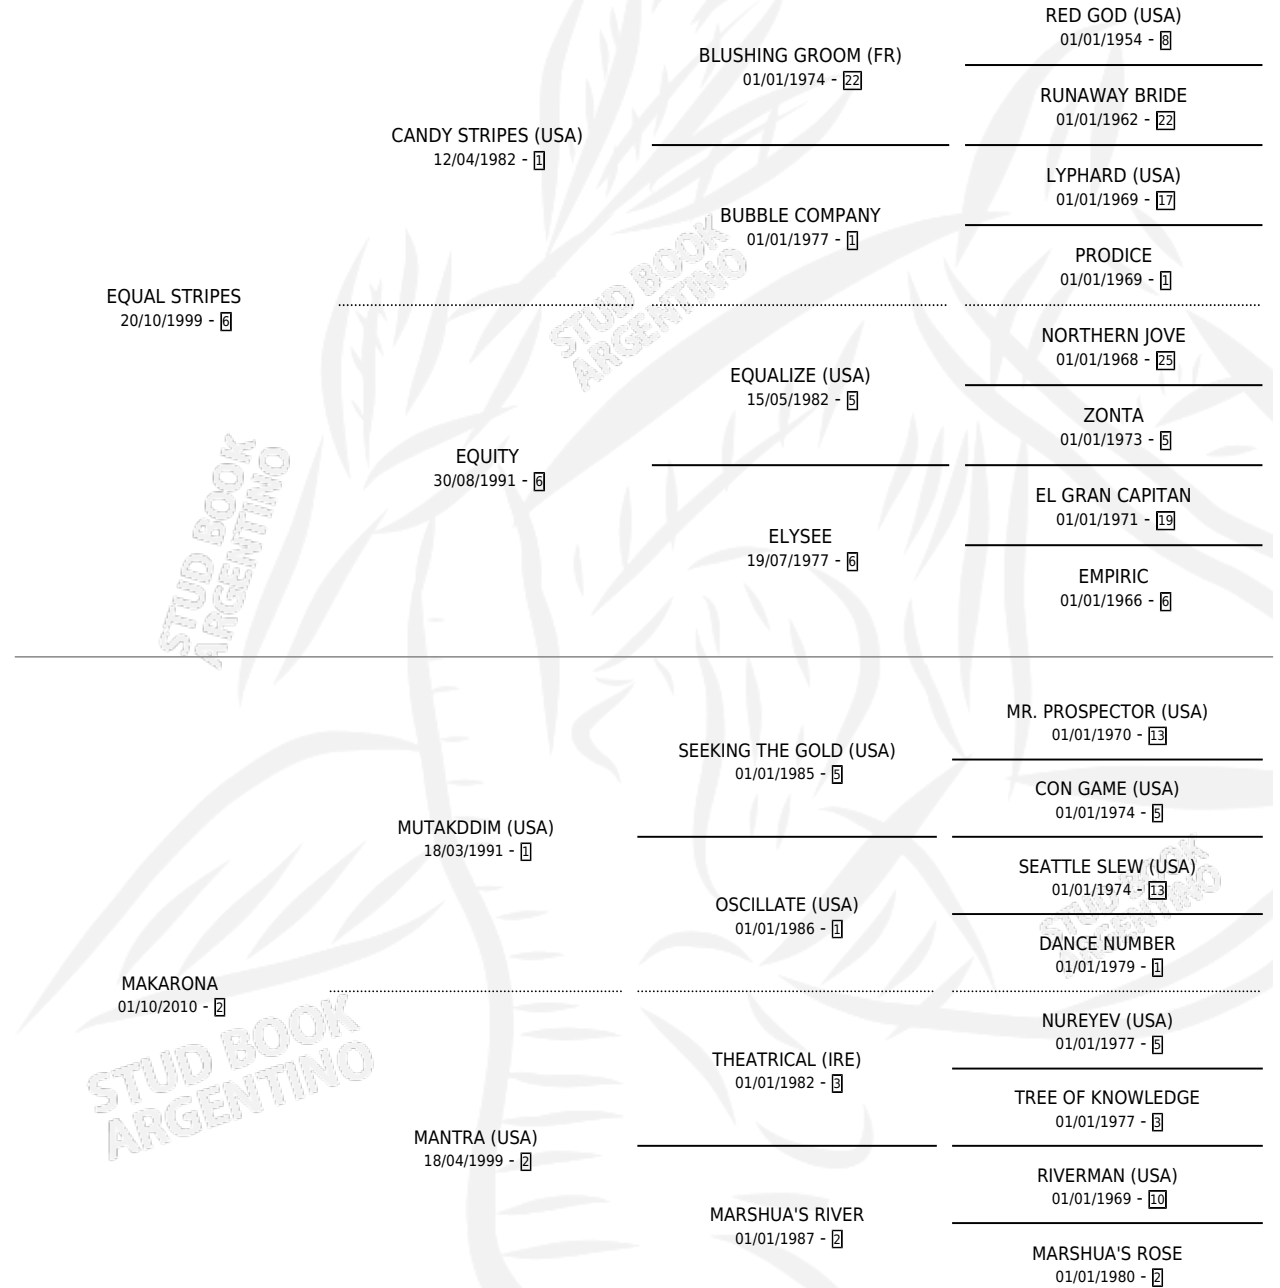 RED GOD (USA)
01/01/1954 - 8
BLUSHING GROOM (FR)
01/01/1974 - 22
RUNAWAY BRIDE
01/01/1962 - 22
CANDY STRIPES (USA)
12/04/1982 - 1
LYPHARD (USA)
01/01/1969 - 17
BUBBLE COMPANY
01/01/1977 - 1
PRODICE
01/01/1969 - 1
EQUAL STRIPES
20/10/1999 - 6
NORTHERN JOVE
01/01/1968 - 25
EQUALIZE (USA)
15/05/1982 - 5
ZONTA
01/01/1973 - 5
EQUITY
30/08/1991 - 6
EL GRAN CAPITAN
01/01/1971 - 19
ELYSEE
19/07/1977 - 6
EMPIRIC
01/01/1966 - 6
STUD BOOK
ARGENTINO
STUD BOOK
ARGENTINO
MR. PROSPECTOR (USA)
01/01/1970 - 13
SEEKING THE GOLD (USA)
01/01/1985 - 5
CON GAME (USA)
01/01/1974 - 5
MUTAKDDIM (USA)
18/03/1991 - 1
SEATTLE SLEW (USA)
01/01/1974 - 13
OSCILLATE (USA)
01/01/1986 - 1
DANCE NUMBER
01/01/1979 - 1
MAKARONA
01/10/2010 - 2
NUREYEV (USA)
01/01/1977 - 5
THEATRICAL (IRE)
01/01/1982 - 3
TREE OF KNOWLEDGE
01/01/1977 - 3
MANTRA (USA)
18/04/1999 - 2
RIVERMAN (USA)
01/01/1969 - 10
MARSHUA'S RIVER
01/01/1987 - 2
MARSHUA'S ROSE
01/01/1980 - 2
STUD BOOK
ARGENTINO
STUD BOOK
ARGENTINO